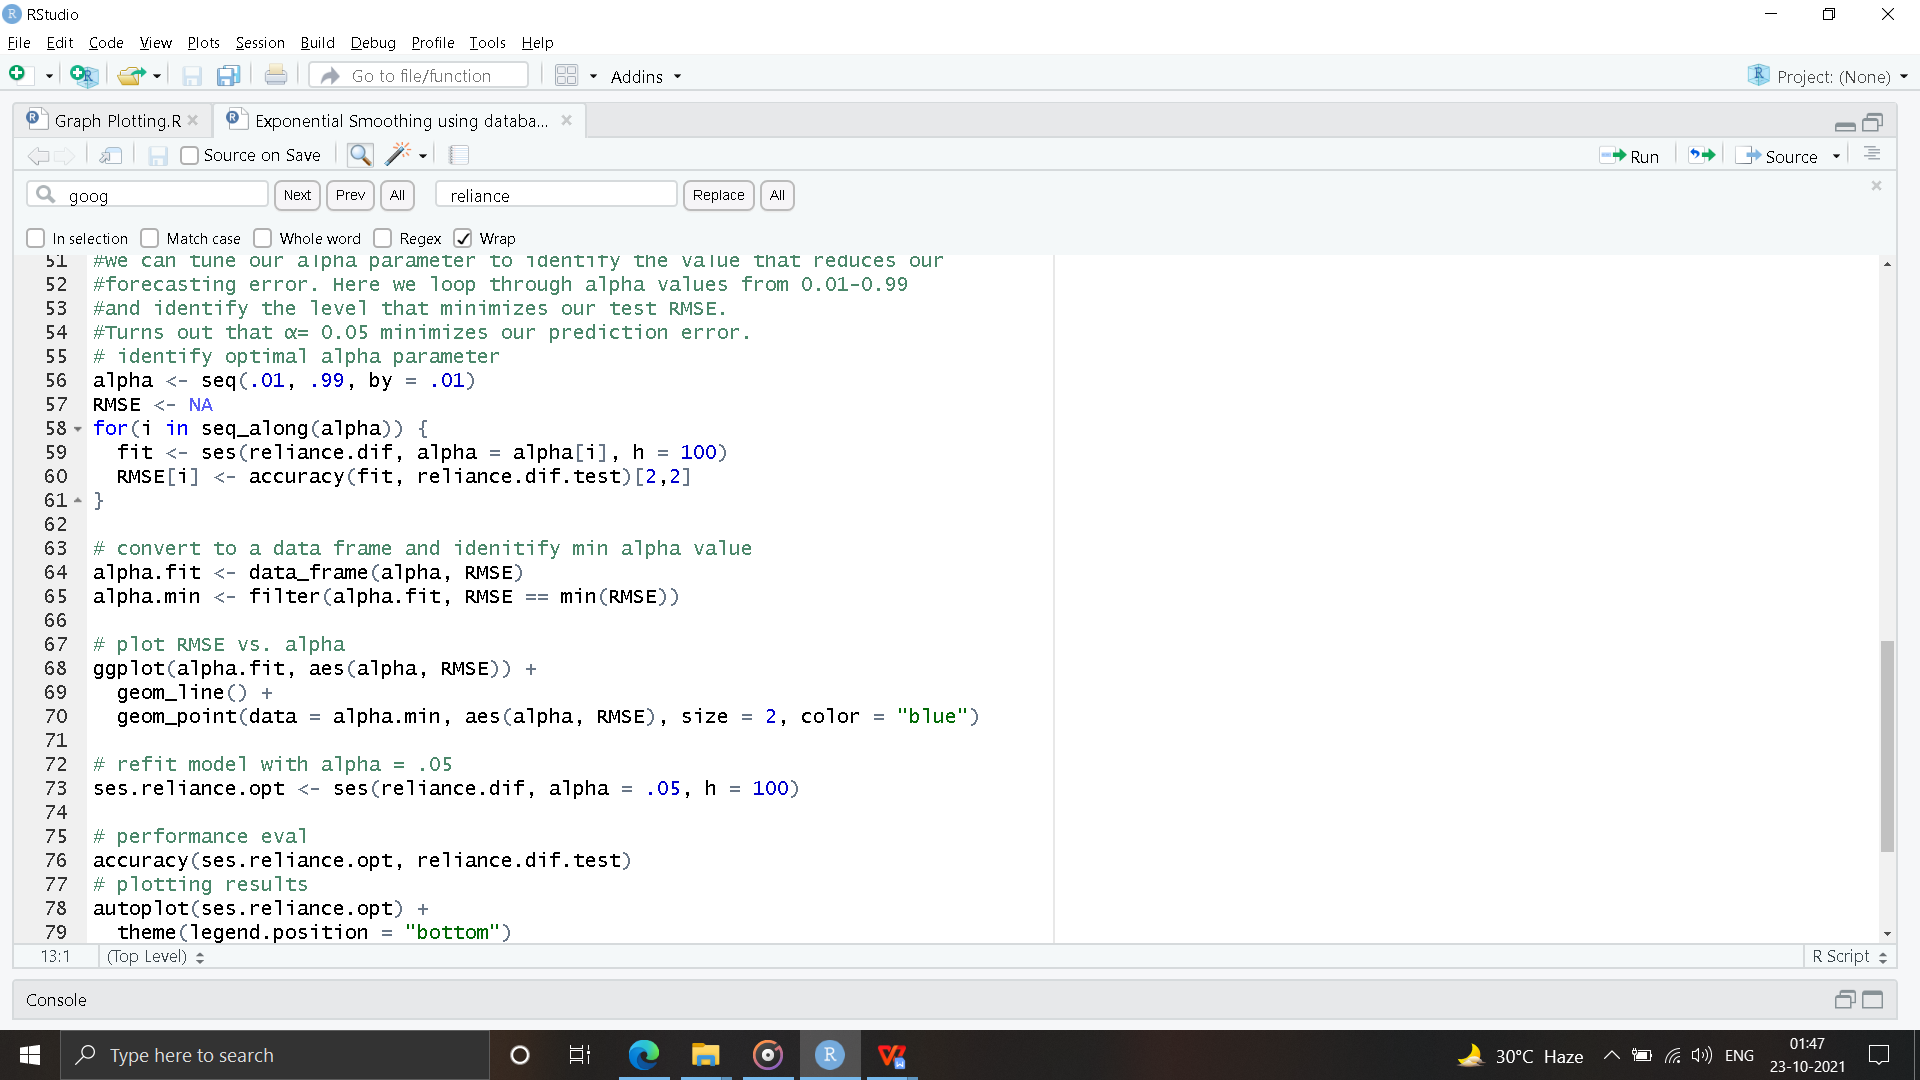 RStudio
File Edit Code View Plots Session Build Debug Profile Tools Help
Go to file/function Addins Project: (None)
Graph Plotting.R Exponential Smoothing using databa...
Source on Save Run Source
goog Next Prev All reliance Replace All
In selection Match case Whole word Regex Wrap
51 #we can tune our alpha parameter to identify the value that reduces our
52 #forecasting error. Here we loop through alpha values from 0.01-0.99
53 #and identify the level that minimizes our test RMSE.
54 #Turns out that α= 0.05 minimizes our prediction error.
55 # identify optimal alpha parameter
56 alpha <- seq(.01, .99, by = .01)
57 RMSE <- NA
58 for(i in seq_along(alpha)) {
59   fit <- ses(reliance.dif, alpha = alpha[i], h = 100)
60   RMSE[i] <- accuracy(fit, reliance.dif.test)[2,2]
61 }
62
63 # convert to a data frame and idenitify min alpha value
64 alpha.fit <- data_frame(alpha, RMSE)
65 alpha.min <- filter(alpha.fit, RMSE == min(RMSE))
66
67 # plot RMSE vs. alpha
68 ggplot(alpha.fit, aes(alpha, RMSE)) +
69   geom_line() +
70   geom_point(data = alpha.min, aes(alpha, RMSE), size = 2, color = "blue")
71
72 # refit model with alpha = .05
73 ses.reliance.opt <- ses(reliance.dif, alpha = .05, h = 100)
74
75 # performance eval
76 accuracy(ses.reliance.opt, reliance.dif.test)
77 # plotting results
78 autoplot(ses.reliance.opt) +
79   theme(legend.position = "bottom")
13:1 (Top Level) R Script
Console
Type here to search 30°C Haze ENG 01:47
23-10-2021